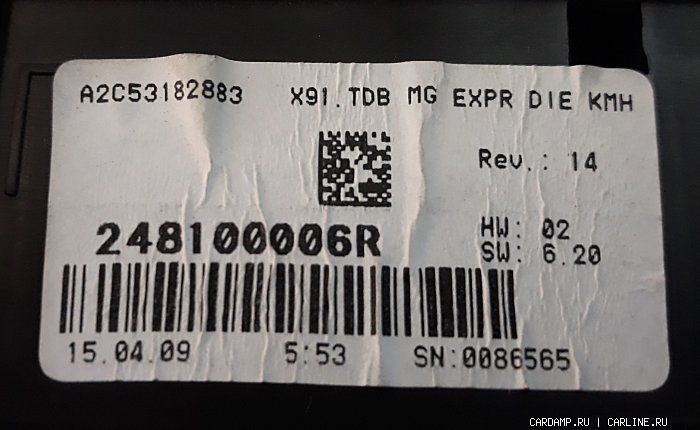 A2C53182883 X91.TDB MG EXPR DIE KMH
Rev.: 14
248100006R
HW: 02
SW: 6.20
15.04.09 5:53 SN:0086565
CARDAMP.RU | CARLINE.RU